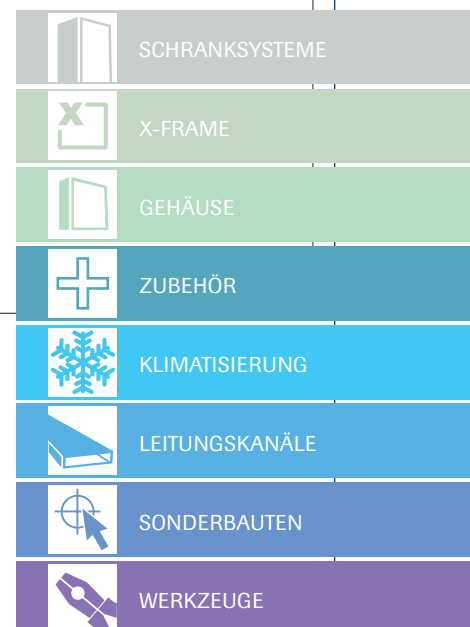 SCHRANKSYSTEME
X-FRAME
GEHÄUSE
ZUBEHÖR
KLIMATISIERUNG
LEITUNGSKANÄLE
SONDERBAUTEN
WERKZEUGE